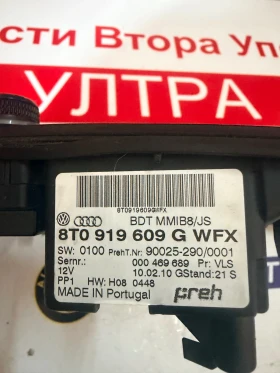 сти Втора Упо
УЛТРА
8T0919609GWFX
BDT MMIB8/JS
8T0 919 609 G WFX
SW: 0100 PrehT.Nr: 90025-290/0001
Sernr.: 000 469 689 Pr: VLS
12V 10.02.10 GStand: 21 S
PP1 HW: H08 0448
MADE IN Portugal preh